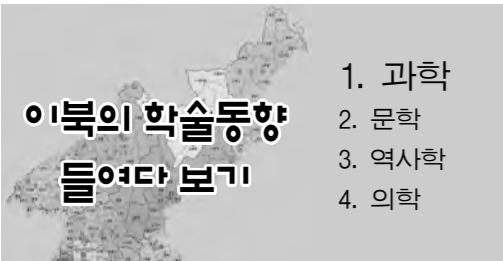 이북의 학술동향
들여다 보기
1. 과학
2. 문학
3. 역사학
4. 의학